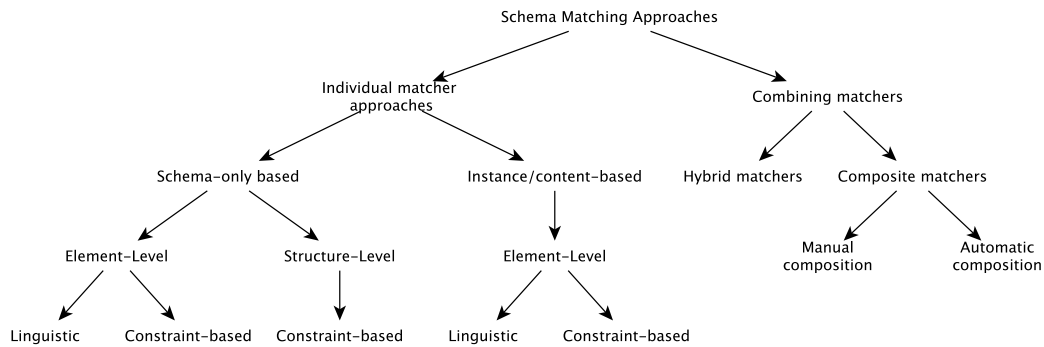 Schema Matching Approaches
Individual matcher
approaches
Combining matchers
Schema-only based
Instance/content-based
Hybrid matchers
Composite matchers
Element-Level
Structure-Level
Element-Level
Manual
composition
Automatic
composition
Linguistic
Constraint-based
Constraint-based
Linguistic
Constraint-based